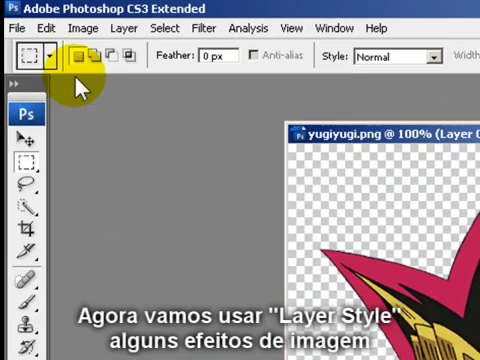 Adobe Photoshop CS3 Extended
File Edit Image Layer Select Filter Analysis View Window Help
Feather: 0 px Anti-alias Style: Normal Width
Ps
yugiyugi.png @ 100% (Layer 0
Agora vamos usar "Layer Style"
alguns efeitos de imagem